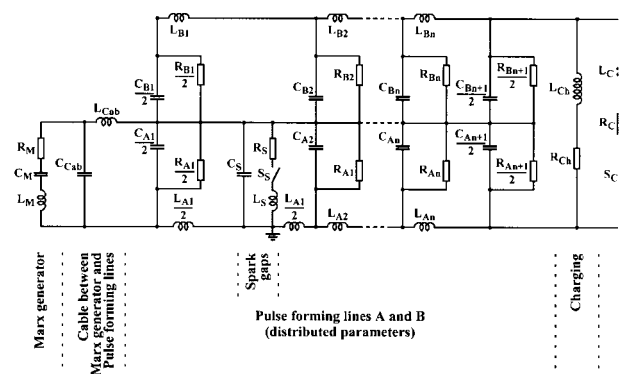 L_B1
L_B2
L_Bn
C_B1/2
R_B1/2
C_B2
R_B2
C_Bn
R_Bn
C_Bn+1/2
R_Bn+1/2
L_Ch
L_C
L_Cab
R_C
R_M
C_M
L_M
C_Cab
C_A1/2
R_A1/2
C_S
R_S
S_S
L_S
C_A2
R_A1
C_An
R_An
C_An+1/2
R_An+1/2
R_Ch
S_C
L_A1/2
L_A1/2
L_A2
L_An
Marx generator
Cable between
Marx generator and
Pulse forming lines
Spark
gaps
Charging
Pulse forming lines A and B
(distributed parameters)